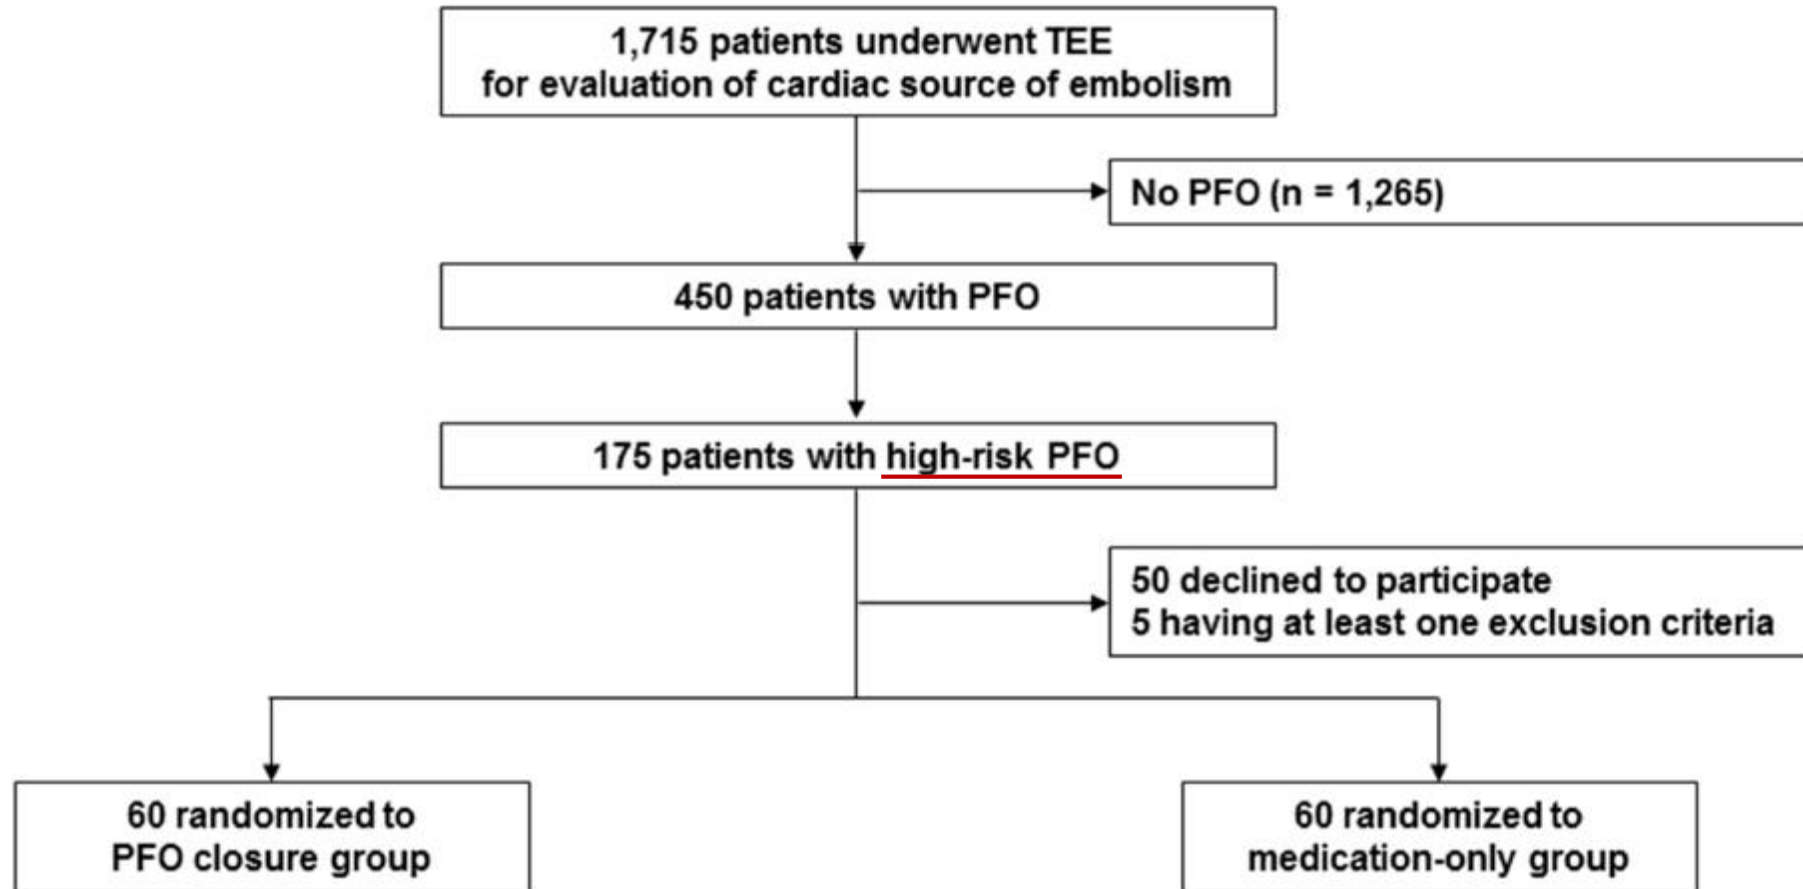 1,715 patients underwent TEE
for evaluation of cardiac source of embolism
No PFO (n = 1,265)
450 patients with PFO
175 patients with high-risk PFO
50 declined to participate
5 having at least one exclusion criteria
60 randomized to
PFO closure group
60 randomized to
medication-only group